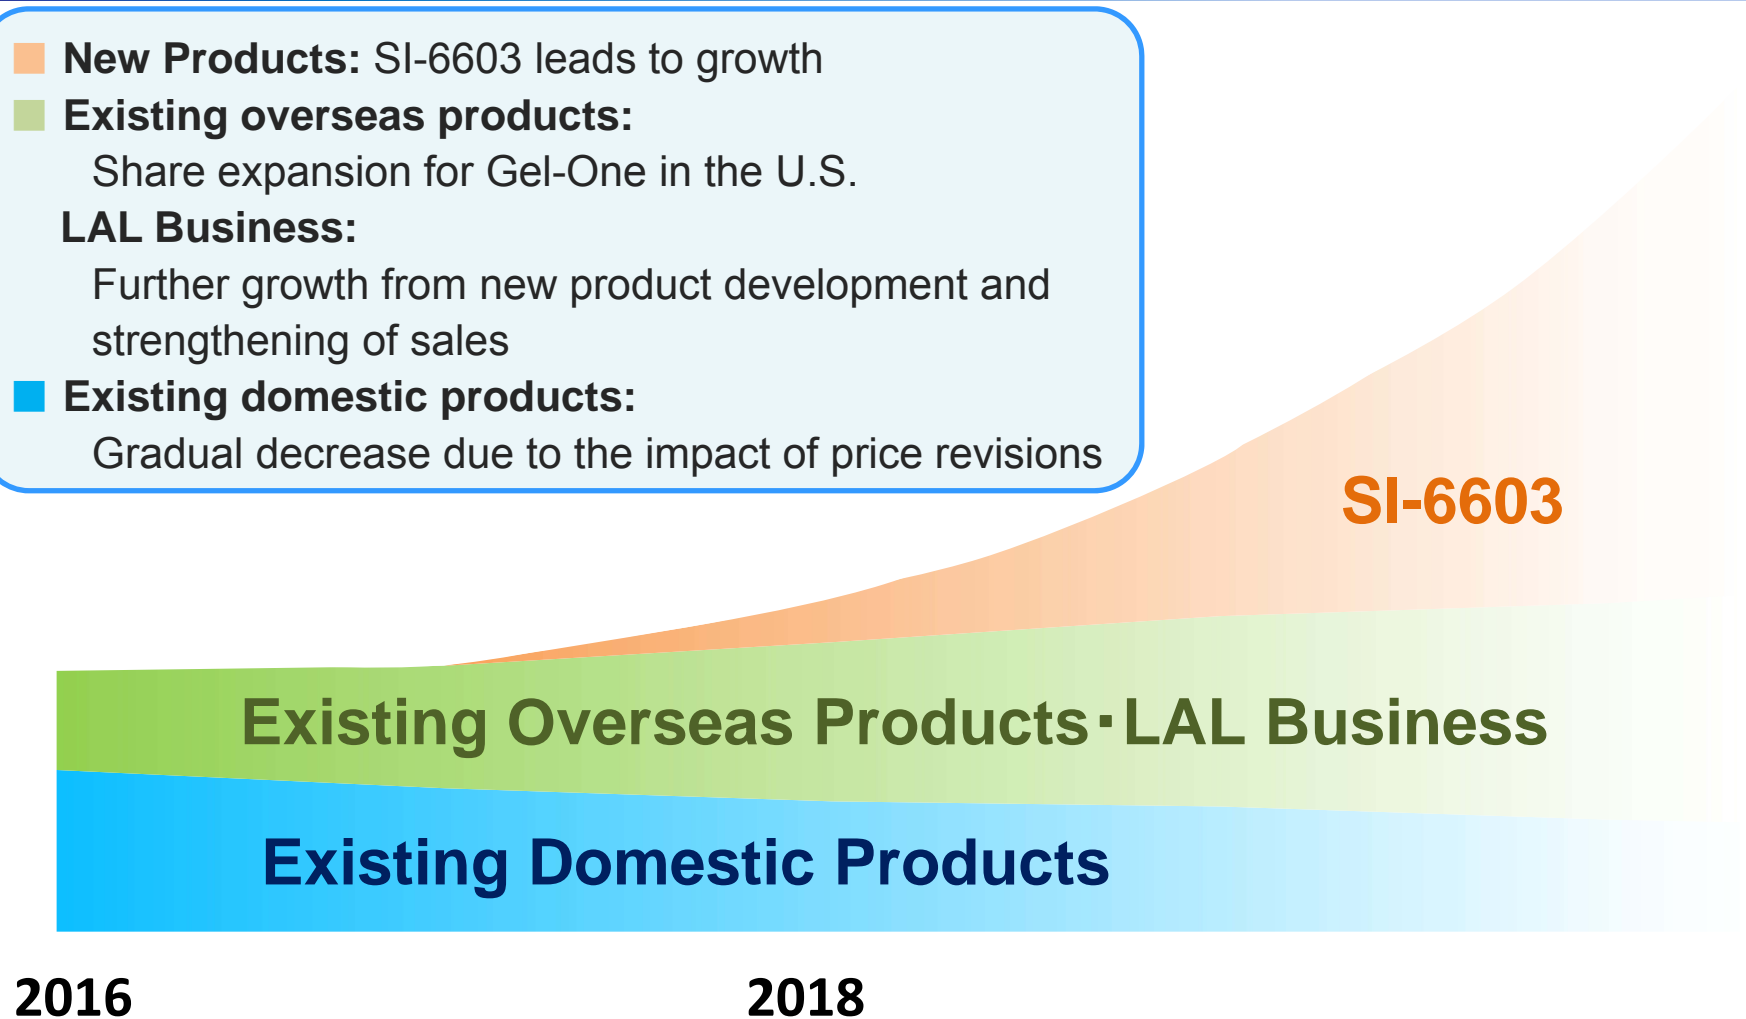 New Products: SI-6603 leads to growth
Existing overseas products:
Share expansion for Gel-One in the U.S.
LAL Business:
Further growth from new product development and
strengthening of sales
Existing domestic products:
Gradual decrease due to the impact of price revisions
SI-6603
Existing Overseas Products・LAL Business
Existing Domestic Products
2016
2018